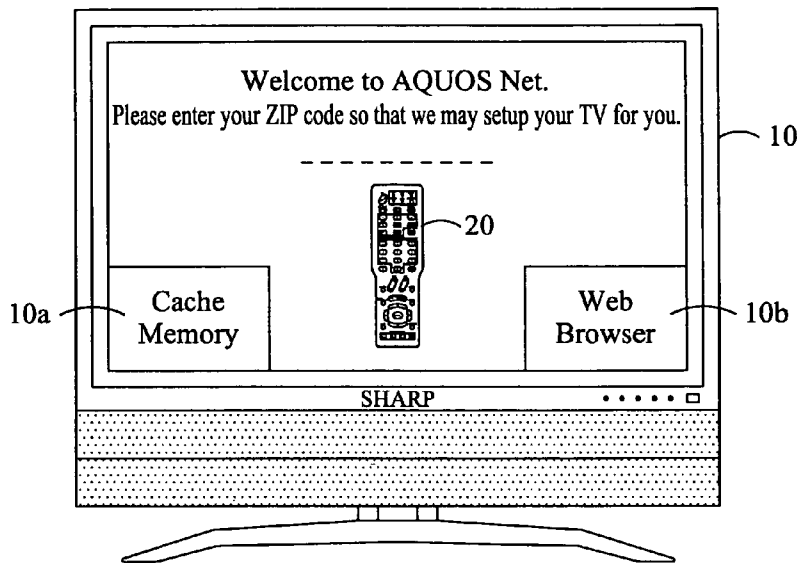 Welcome to AQUOS Net.
Please enter your ZIP code so that we may setup your TV for you.
10
20
10a
Cache
Memory
Web
Browser
10b
SHARP